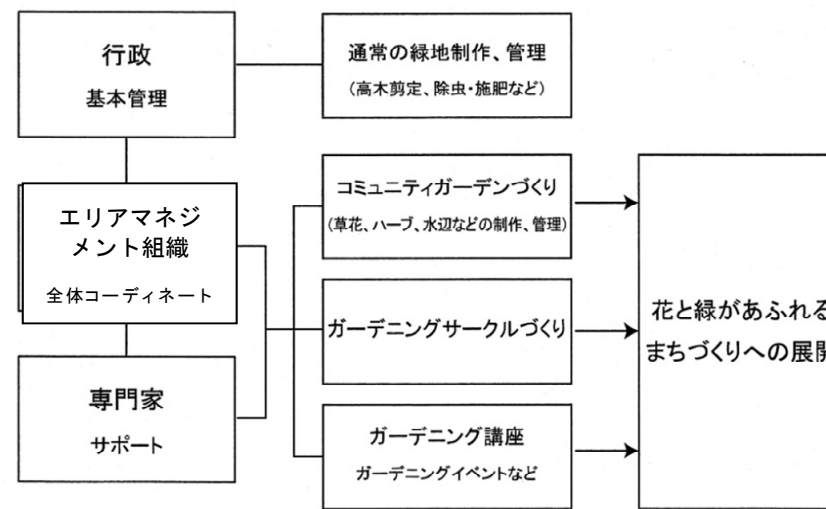 行政
基本管理
通常の緑地制作、管理
（高木剪定、除虫・施肥など）
エリアマネジ
メント組織
全体コーディネート
専門家
サポート
コミュニティガーデンづくり
（草花、ハーブ、水辺などの制作、管理）
ガーデニングサークルづくり
ガーデニング講座
ガーデニングイベントなど
花と緑があふれる
まちづくりへの展開